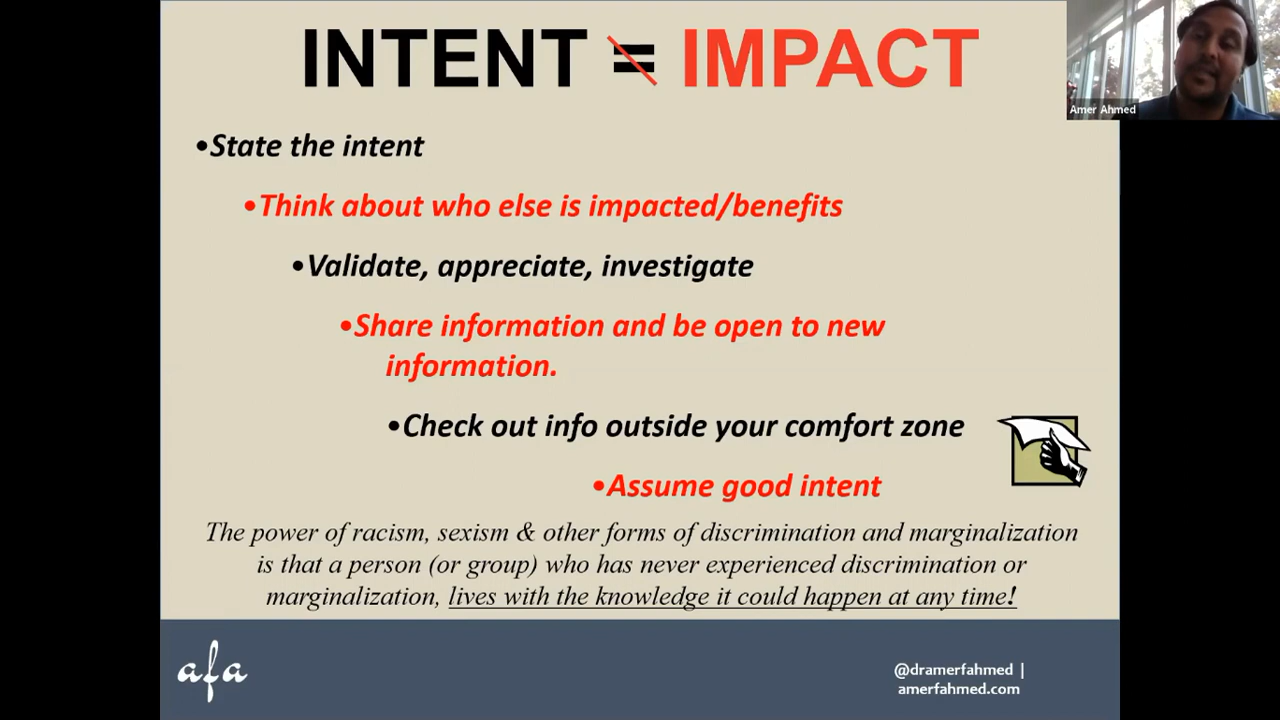 INTENT = IMPACT
Amer Ahmed
•State the intent
•Think about who else is impacted/benefits
•Validate, appreciate, investigate
•Share information and be open to new
information.
•Check out info outside your comfort zone
•Assume good intent
The power of racism, sexism & other forms of discrimination and marginalization
is that a person (or group) who has never experienced discrimination or
marginalization, lives with the knowledge it could happen at any time!
afa
@dramerfahmed |
amerfahmed.com